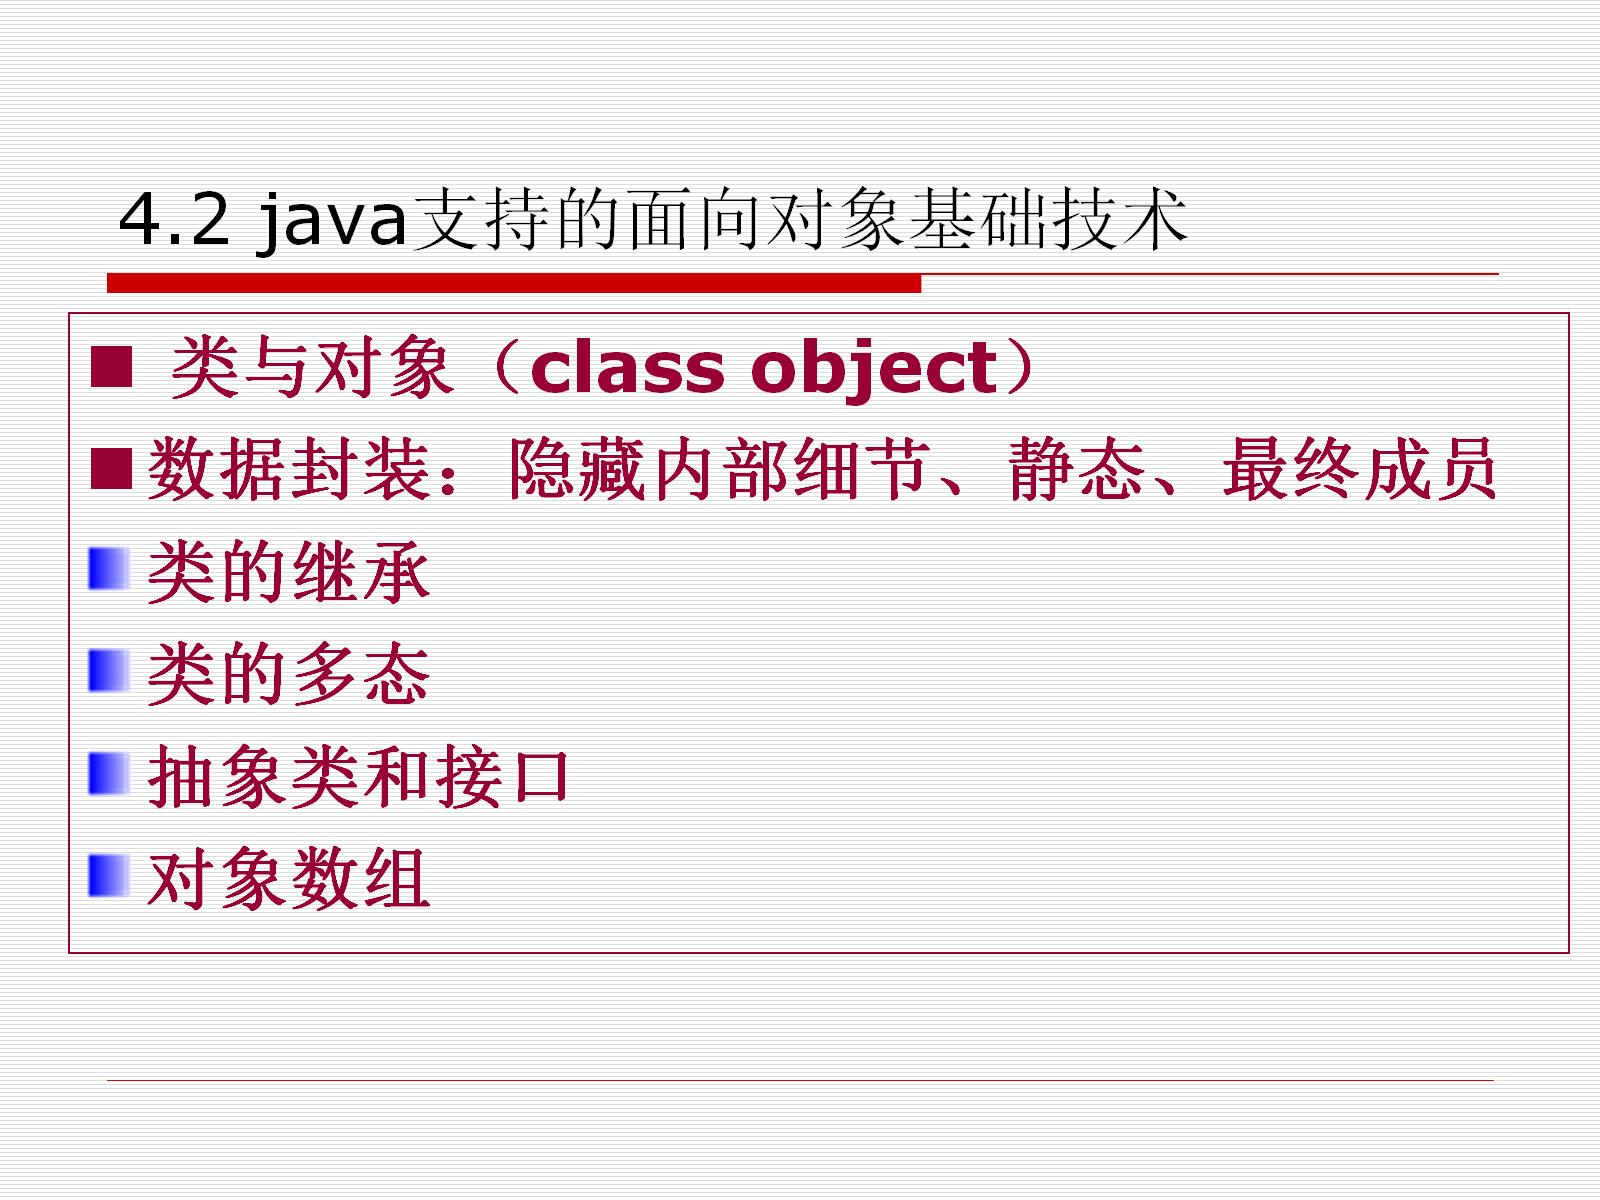 4.2 java支持的面向对象基础技术
类与对象（class object）
数据封装：隐藏内部细节、静态、最终成员
类的继承
类的多态
抽象类和接口
对象数组